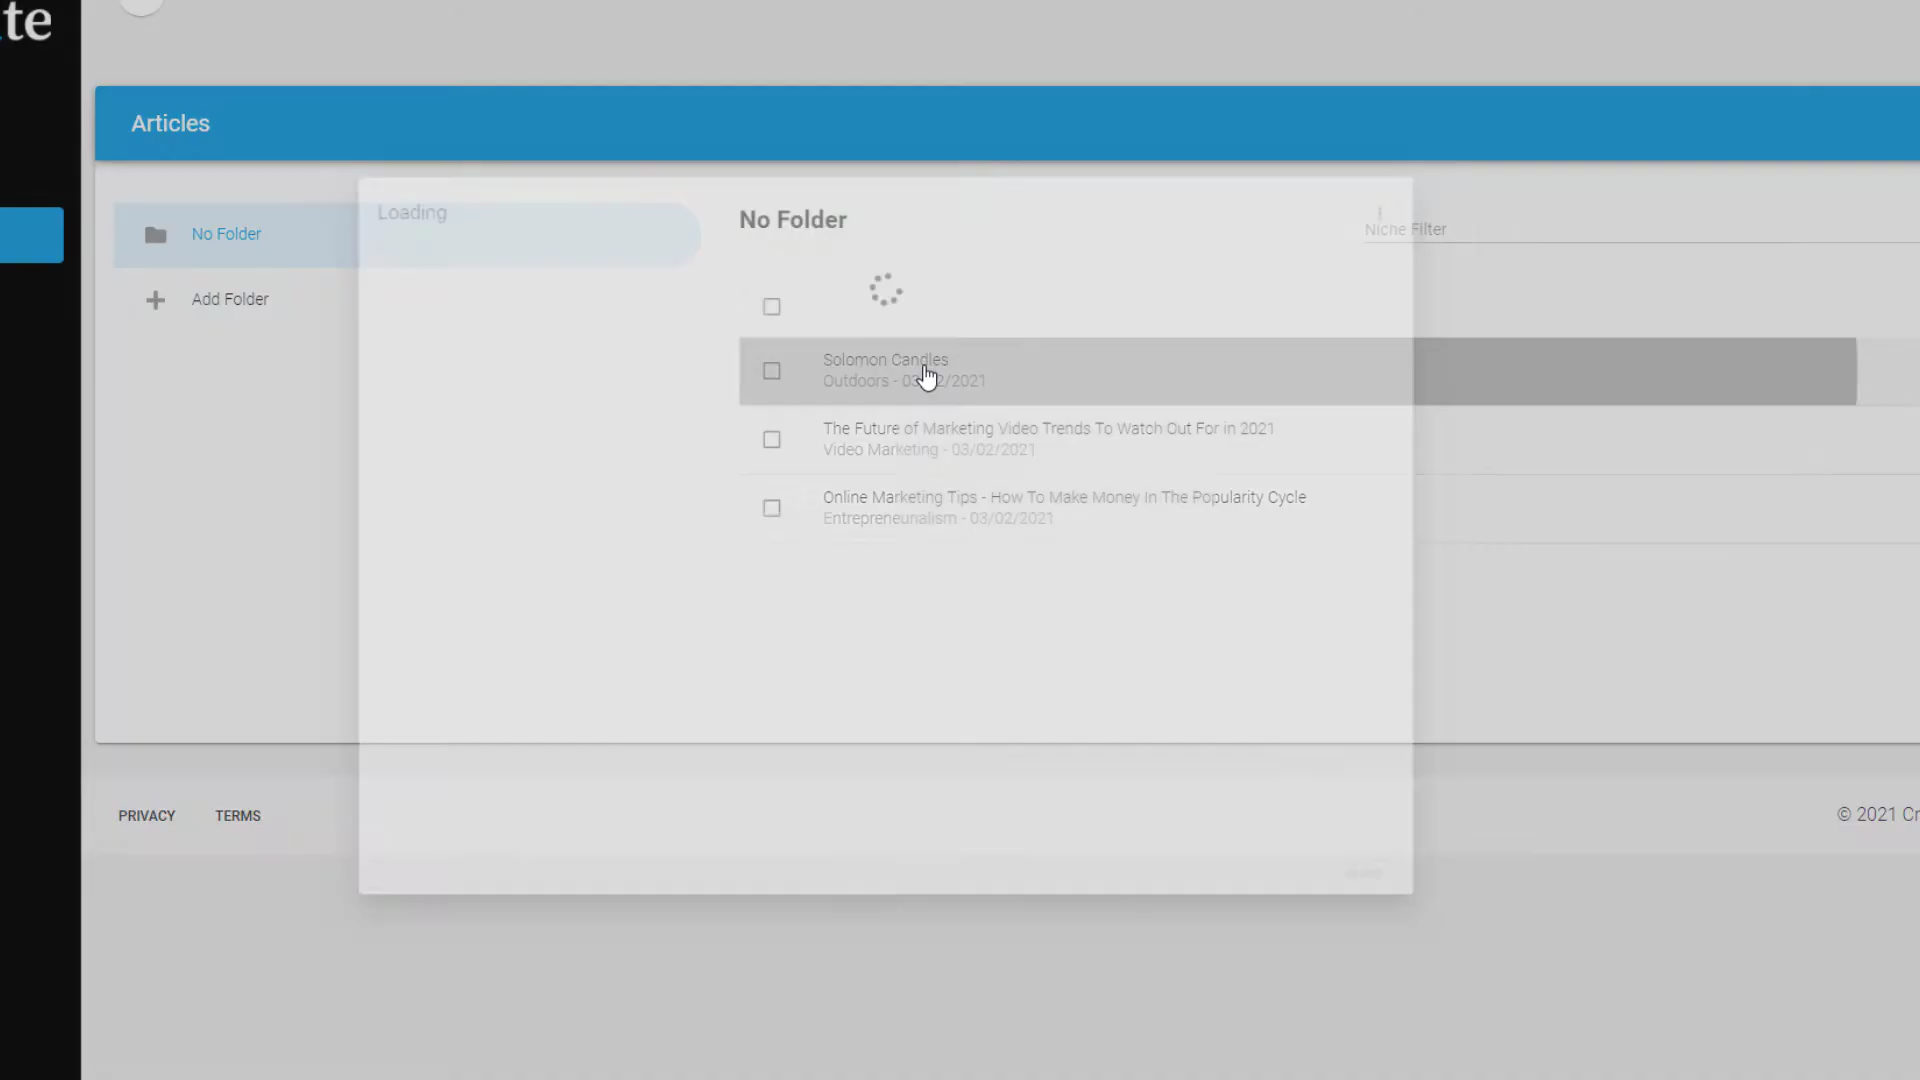 te
Articles
Loading
No Folder
Add Folder
No Folder
Niche Filter
Solomon Candles
Outdoors - 03/02/2021
The Future of Marketing Video Trends To Watch Out For in 2021
Video Marketing - 03/02/2021
Online Marketing Tips - How To Make Money In The Popularity Cycle
Entrepreneurialism - 03/02/2021
PRIVACY
TERMS
© 2021 Cr